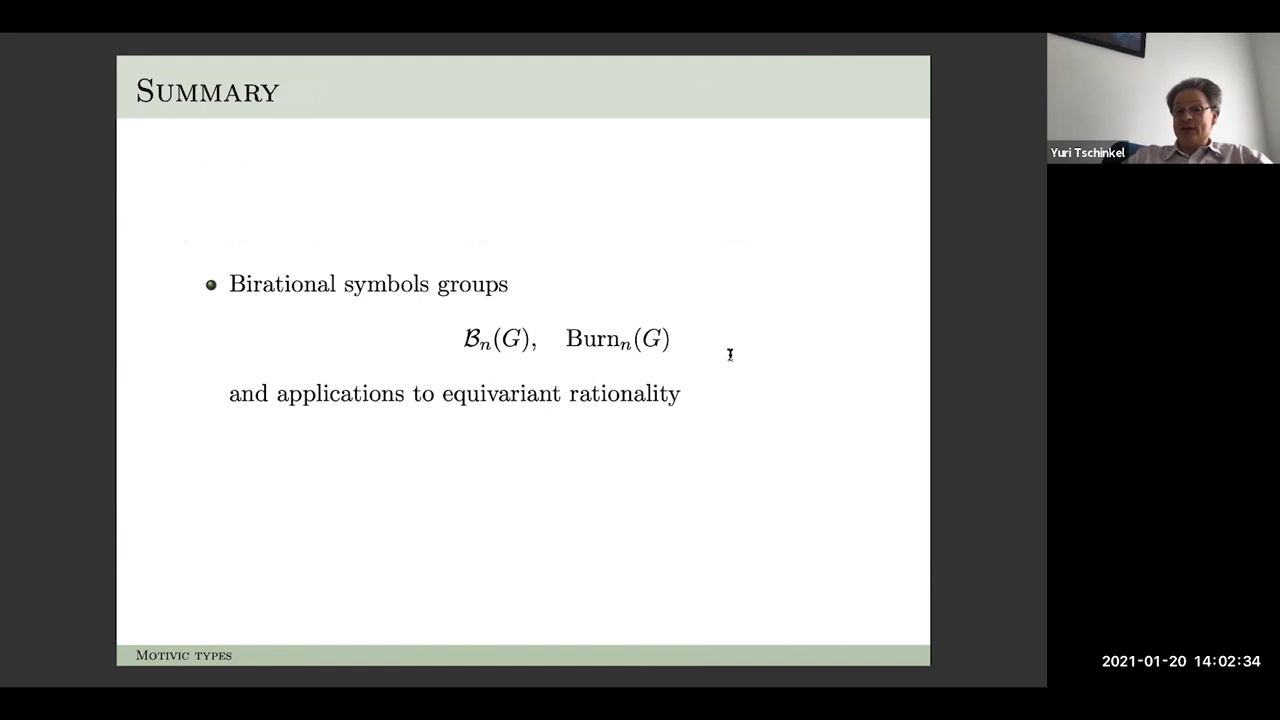 SUMMARY
Yuri Tschinkel
Birational symbols groups
𝓑ₙ(G), Burnₙ(G)
and applications to equivariant rationality
MOTIVIC TYPES
2021-01-20 14:02:34